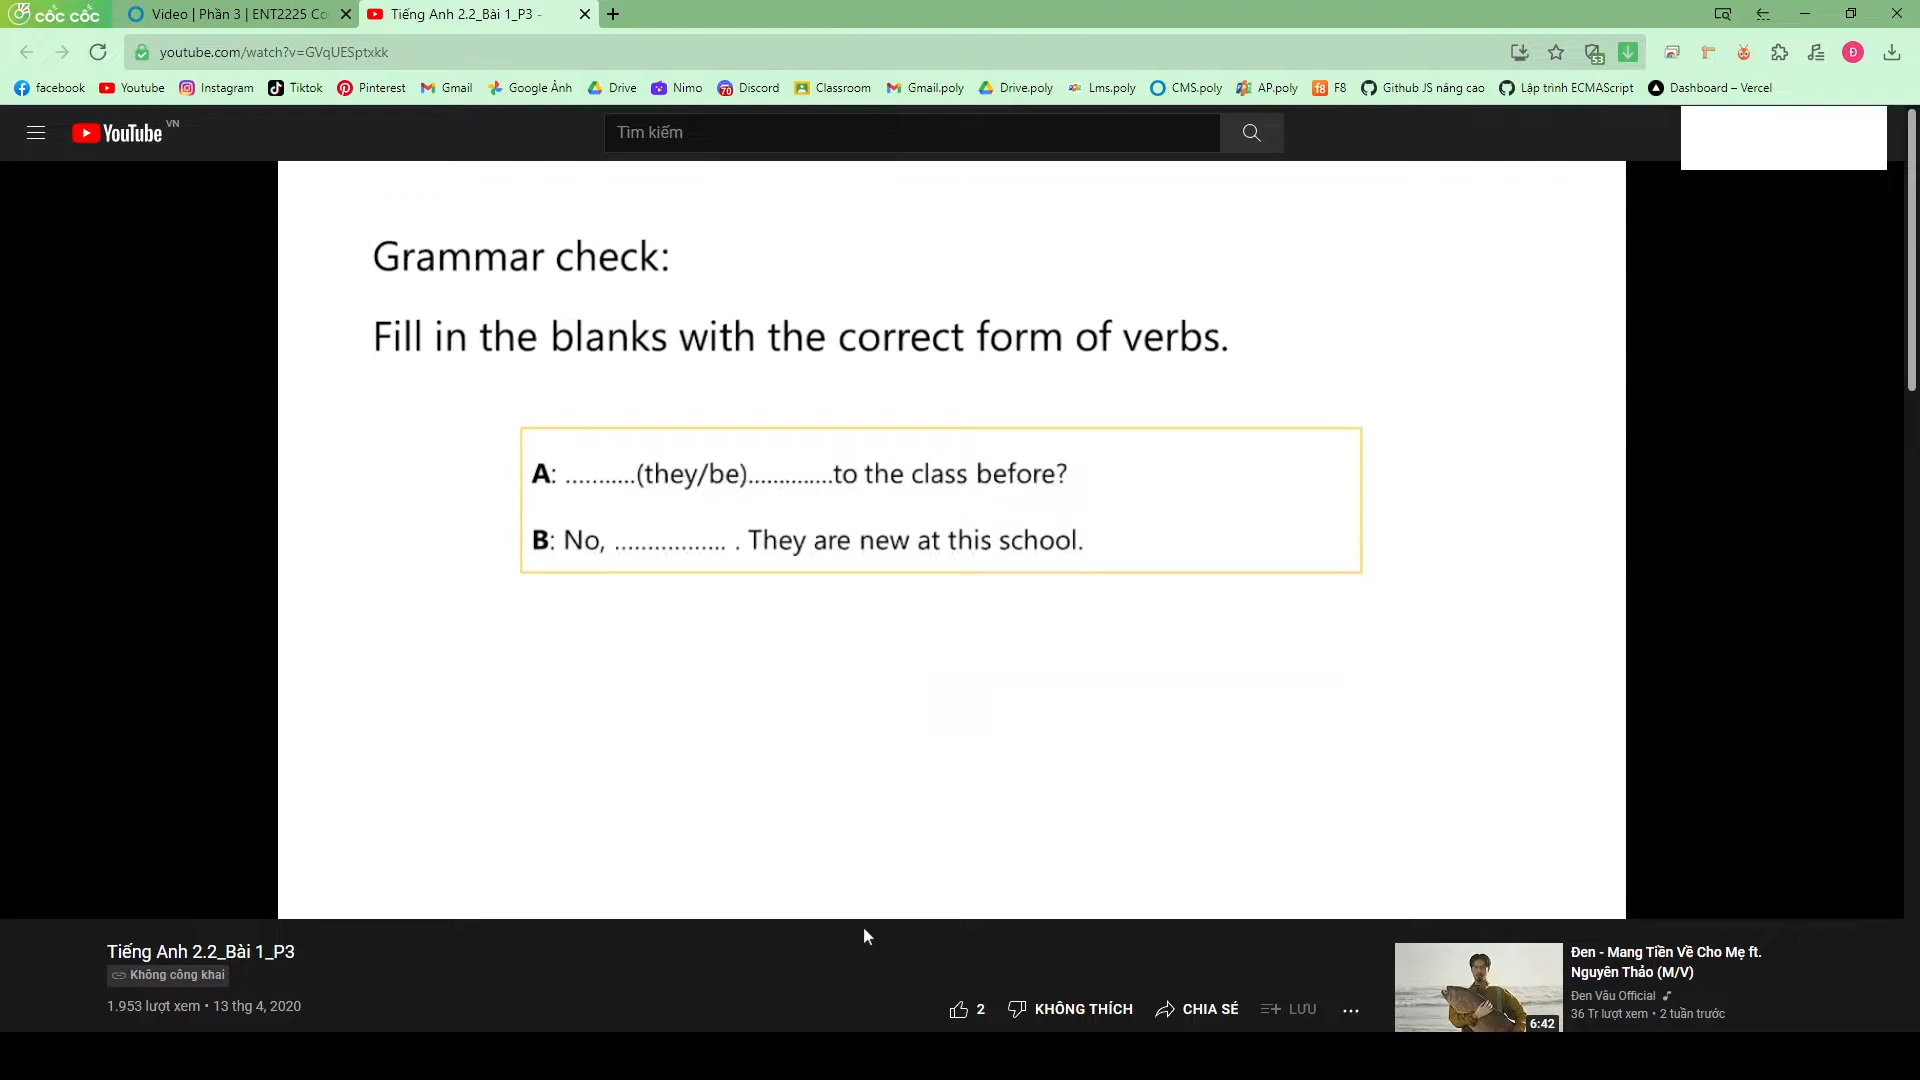 cốc cốc
Video | Phần 3 | ENT2225 Co
Tiếng Anh 2.2_Bài 1_P3 -
youtube.com/watch?v=GVqUESptxkk
53
Đ
facebook
Youtube
Instagram
Tiktok
Pinterest
Gmail
Google Ảnh
Drive
Nimo
70
Discord
Classroom
Gmail.poly
Drive.poly
Lms.poly
CMS.poly
AP.poly
F8
Github JS nâng cao
Lập trình ECMAScript
Dashboard – Vercel
YouTube VN
Tìm kiếm
Grammar check:
Fill in the blanks with the correct form of verbs.
A: ...........(they/be)..............to the class before?
B: No, ................. . They are new at this school.
Tiếng Anh 2.2_Bài 1_P3
Không công khai
1.953 lượt xem • 13 thg 4, 2020
2
KHÔNG THÍCH
CHIA SẺ
LƯU
6:42
Đen - Mang Tiền Về Cho Mẹ ft.
Nguyên Thảo (M/V)
Đen Vâu Official
36 Tr lượt xem • 2 tuần trước